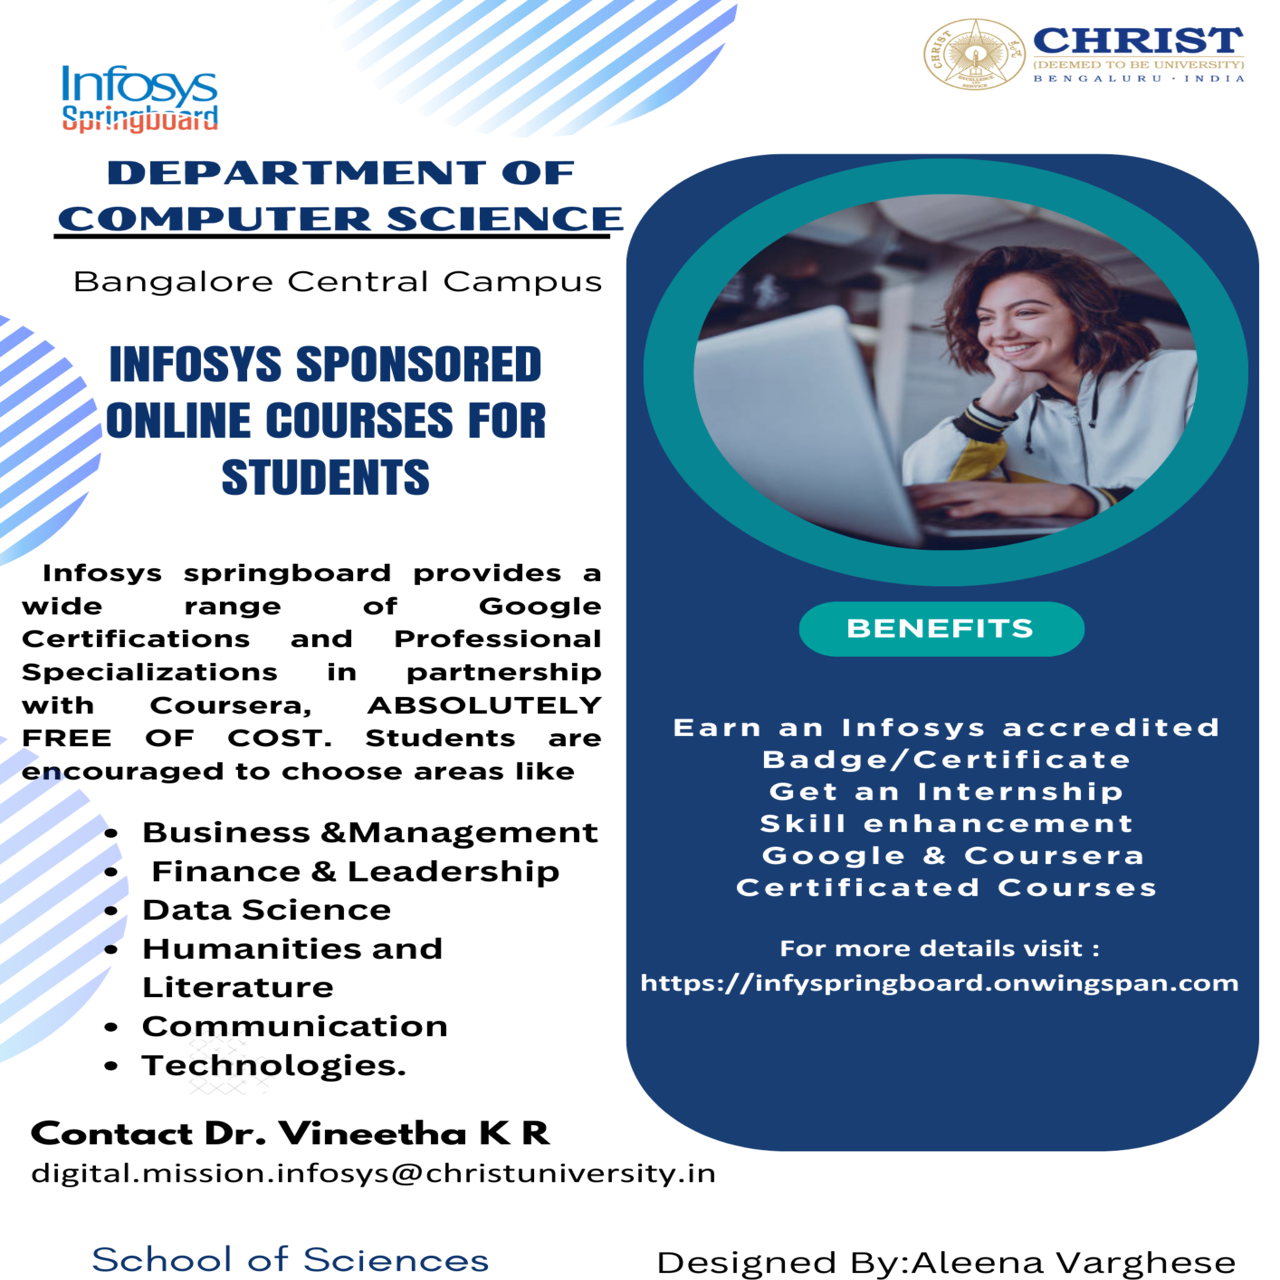 Infosys
Springboard
CHRIST
(DEEMED TO BE UNIVERSITY)
BENGALURU · INDIA
DEPARTMENT OF
COMPUTER SCIENCE
Bangalore Central Campus
INFOSYS SPONSORED
ONLINE COURSES FOR
STUDENTS
Infosys springboard provides a
wide range of Google
Certifications and Professional
Specializations in partnership
with Coursera, ABSOLUTELY
FREE OF COST. Students are
encouraged to choose areas like
• Business &Management
• Finance & Leadership
• Data Science
• Humanities and
Literature
• Communication
• Technologies.
Contact Dr. Vineetha K R
digital.mission.infosys@christuniversity.in
School of Sciences
BENEFITS
Earn an Infosys accredited
Badge/Certificate
Get an Internship
Skill enhancement
Google & Coursera
Certificated Courses
For more details visit :
https://infyspringboard.onwingspan.com
Designed By:Aleena Varghese